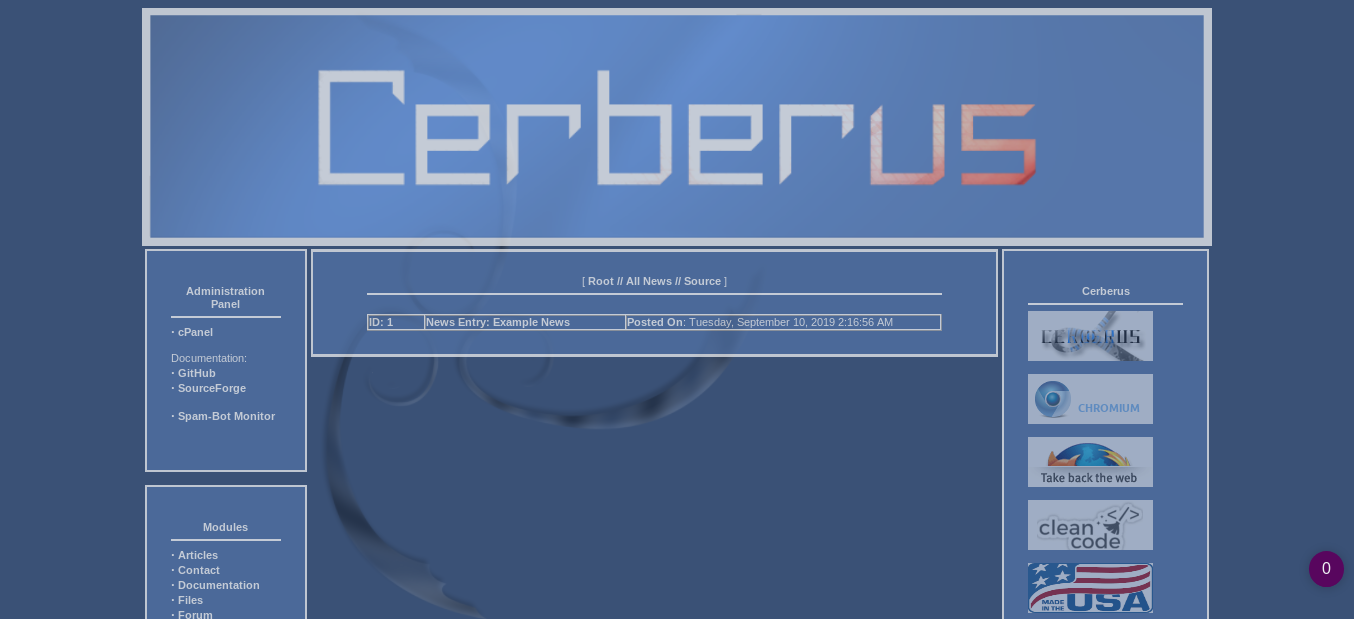 Cerberus
Administration
Panel
· cPanel
Documentation:
· GitHub
· SourceForge
· Spam-Bot Monitor
Modules
· Articles
· Contact
· Documentation
· Files
· Forum
[ Root // All News // Source ]
ID: 1 News Entry: Example News Posted On: Tuesday, September 10, 2019 2:16:56 AM
Cerberus
CERBERUS
CHROMIUM
Take back the web
clean </>
code
MADE
IN THE USA
0